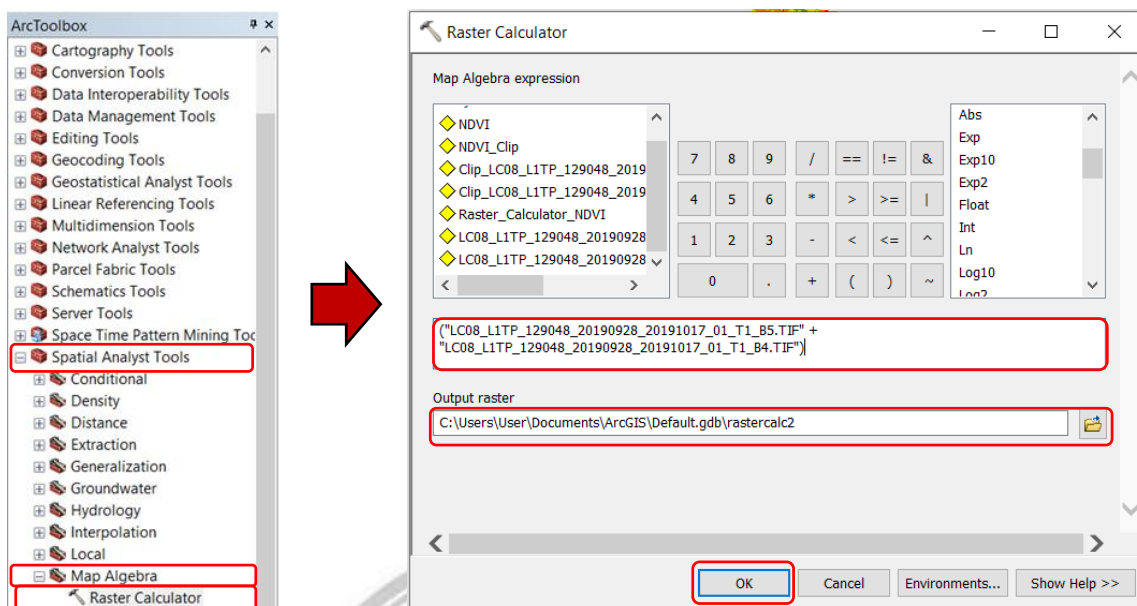 ArcToolbox
Cartography Tools
Conversion Tools
Data Interoperability Tools
Data Management Tools
Editing Tools
Geocoding Tools
Geostatistical Analyst Tools
Linear Referencing Tools
Multidimension Tools
Network Analyst Tools
Parcel Fabric Tools
Schematics Tools
Server Tools
Space Time Pattern Mining Toc
Spatial Analyst Tools
Conditional
Density
Distance
Extraction
Generalization
Groundwater
Hydrology
Interpolation
Local
Map Algebra
Raster Calculator
Raster Calculator
Map Algebra expression
NDVI
NDVI_Clip
Clip_LC08_L1TP_129048_2019
Clip_LC08_L1TP_129048_2019
Raster_Calculator_NDVI
LC08_L1TP_129048_20190928
LC08_L1TP_129048_20190928
7 8 9 / == != &
4 5 6 * > >= |
1 2 3 - < <= ^
0 . + ( ) ~
Abs
Exp
Exp10
Exp2
Float
Int
Ln
Log10
Log2
("LC08_L1TP_129048_20190928_20191017_01_T1_B5.TIF" +
"LC08_L1TP_129048_20190928_20191017_01_T1_B4.TIF")
Output raster
C:\Users\User\Documents\ArcGIS\Default.gdb\rastercalc2
OK Cancel Environments... Show Help >>